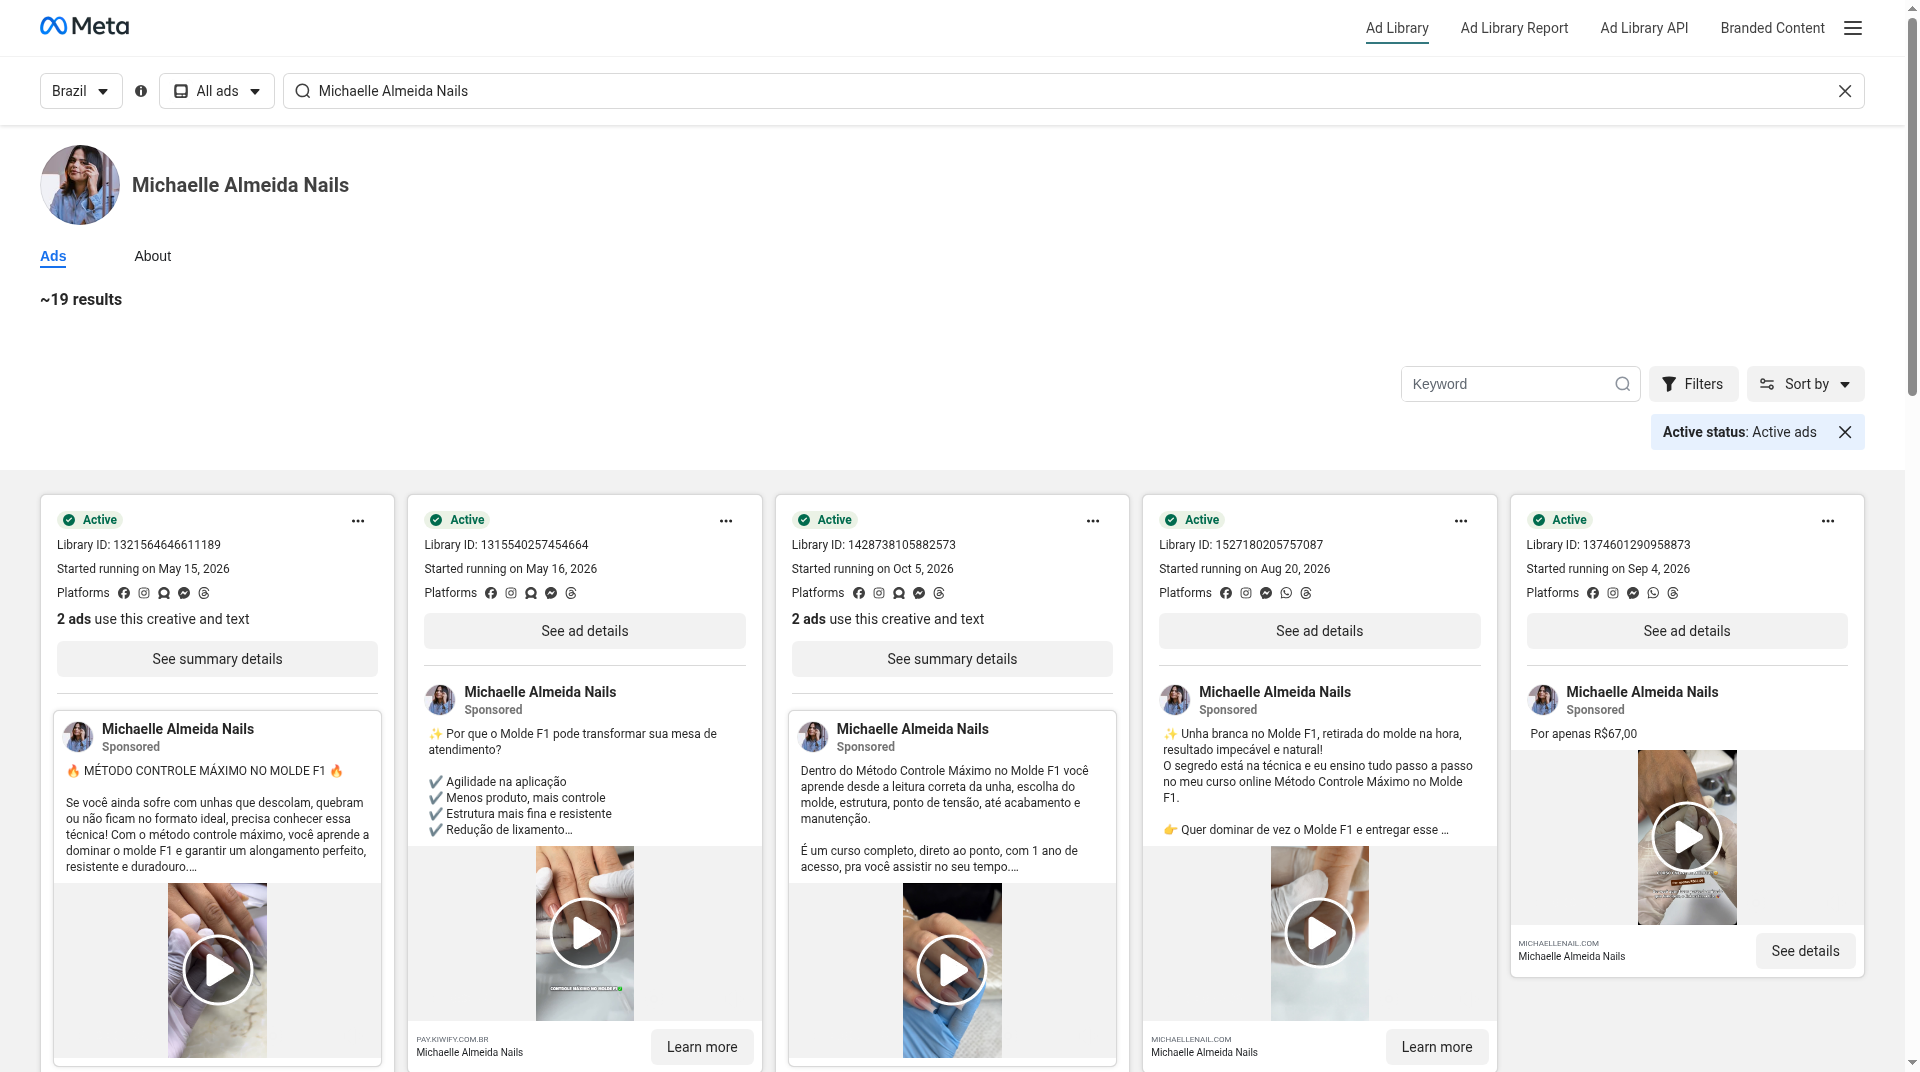 Meta
Ad Library
Ad Library Report
Ad Library API
Branded Content
Brazil
All ads
Michaelle Almeida Nails
Michaelle Almeida Nails
Ads
About
~19 results
Keyword
Filters
Sort by
Active status: Active ads
Active
Library ID: 1321564646611189
Started running on May 15, 2026
Platforms
2 ads use this creative and text
See summary details
Michaelle Almeida Nails
Sponsored
🔥 MÉTODO CONTROLE MÁXIMO NO MOLDE F1 🔥
Se você ainda sofre com unhas que descolam, quebram
ou não ficam no formato ideal, precisa conhecer essa
técnica! Com o método controle máximo, você aprende a
dominar o molde F1 e garantir um alongamento perfeito,
resistente e duradouro.…
Active
Library ID: 1315540257454664
Started running on May 16, 2026
Platforms
See ad details
Michaelle Almeida Nails
Sponsored
✨ Por que o Molde F1 pode transformar sua mesa de
atendimento?
✔️ Agilidade na aplicação
✔️ Menos produto, mais controle
✔️ Estrutura mais fina e resistente
✔️ Redução de lixamento…
CONTROLE MÁXIMO NO MOLDE F1
PAY.KIWIFY.COM.BR
Michaelle Almeida Nails
Learn more
Active
Library ID: 1428738105882573
Started running on Oct 5, 2026
Platforms
2 ads use this creative and text
See summary details
Michaelle Almeida Nails
Sponsored
Dentro do Método Controle Máximo no Molde F1 você
aprende desde a leitura correta da unha, escolha do
molde, estrutura, ponto de tensão, até acabamento e
manutenção.
É um curso completo, direto ao ponto, com 1 ano de
acesso, pra você assistir no seu tempo.…
Active
Library ID: 1527180205757087
Started running on Aug 20, 2026
Platforms
See ad details
Michaelle Almeida Nails
Sponsored
✨ Unha branca no Molde F1, retirada do molde na hora,
resultado impecável e natural!
O segredo está na técnica e eu ensino tudo passo a passo
no meu curso online Método Controle Máximo no Molde
F1.
👉 Quer dominar de vez o Molde F1 e entregar esse …
MICHAELLENAIL.COM
Michaelle Almeida Nails
Learn more
Active
Library ID: 1374601290958873
Started running on Sep 4, 2026
Platforms
See ad details
Michaelle Almeida Nails
Sponsored
Por apenas R$67,00
MICHAELLENAIL.COM
Michaelle Almeida Nails
See details